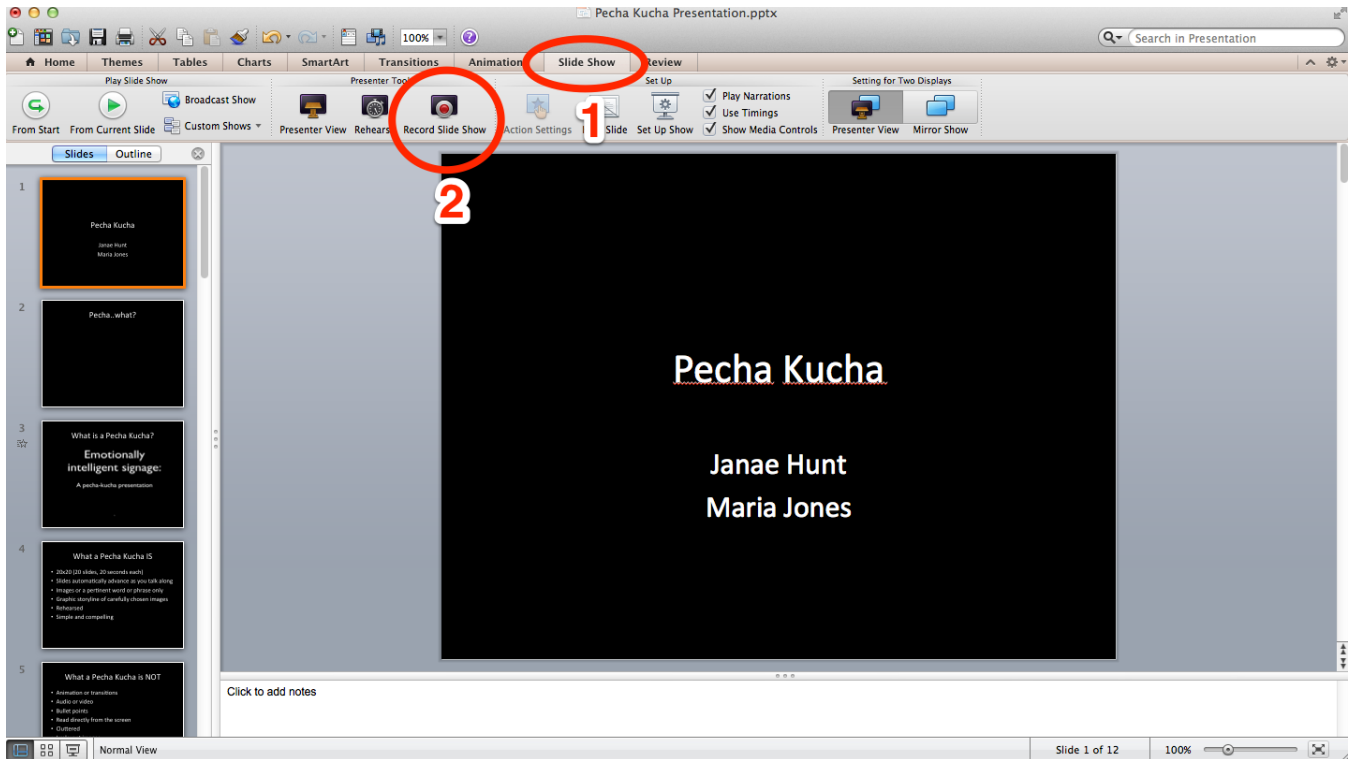 Pecha Kucha Presentation.pptx
100%
Search in Presentation
Home Themes Tables Charts SmartArt Transitions Animation Slide Show Review
Play Slide Show Presenter Tool Set Up Setting for Two Displays
From Start From Current Slide Broadcast Show Custom Shows
Presenter View Rehearse Record Slide Show
Action Settings Slide Set Up Show
Play Narrations
Use Timings
Show Media Controls
Presenter View Mirror Show
1
2
Slides Outline
1
Pecha Kucha
Janae Hunt
Maria Jones
2
Pecha..what?
3
What is a Pecha Kucha?
Emotionally
intelligent signage:
A pecha-kucha presentation
4
What a Pecha Kucha IS
• 20x20 (20 slides, 20 seconds each)
• Slides automatically advance as you talk along
• Images or a pertinent word or phrase only
• Graphic storyline of carefully chosen images
• Rehearsed
• Simple and compelling
5
What a Pecha Kucha is NOT
• Animation or transitions
• Audio or video
• Bullet points
• Read directly from the screen
• Cluttered
Pecha Kucha
Janae Hunt
Maria Jones
Click to add notes
Normal View
Slide 1 of 12
100%